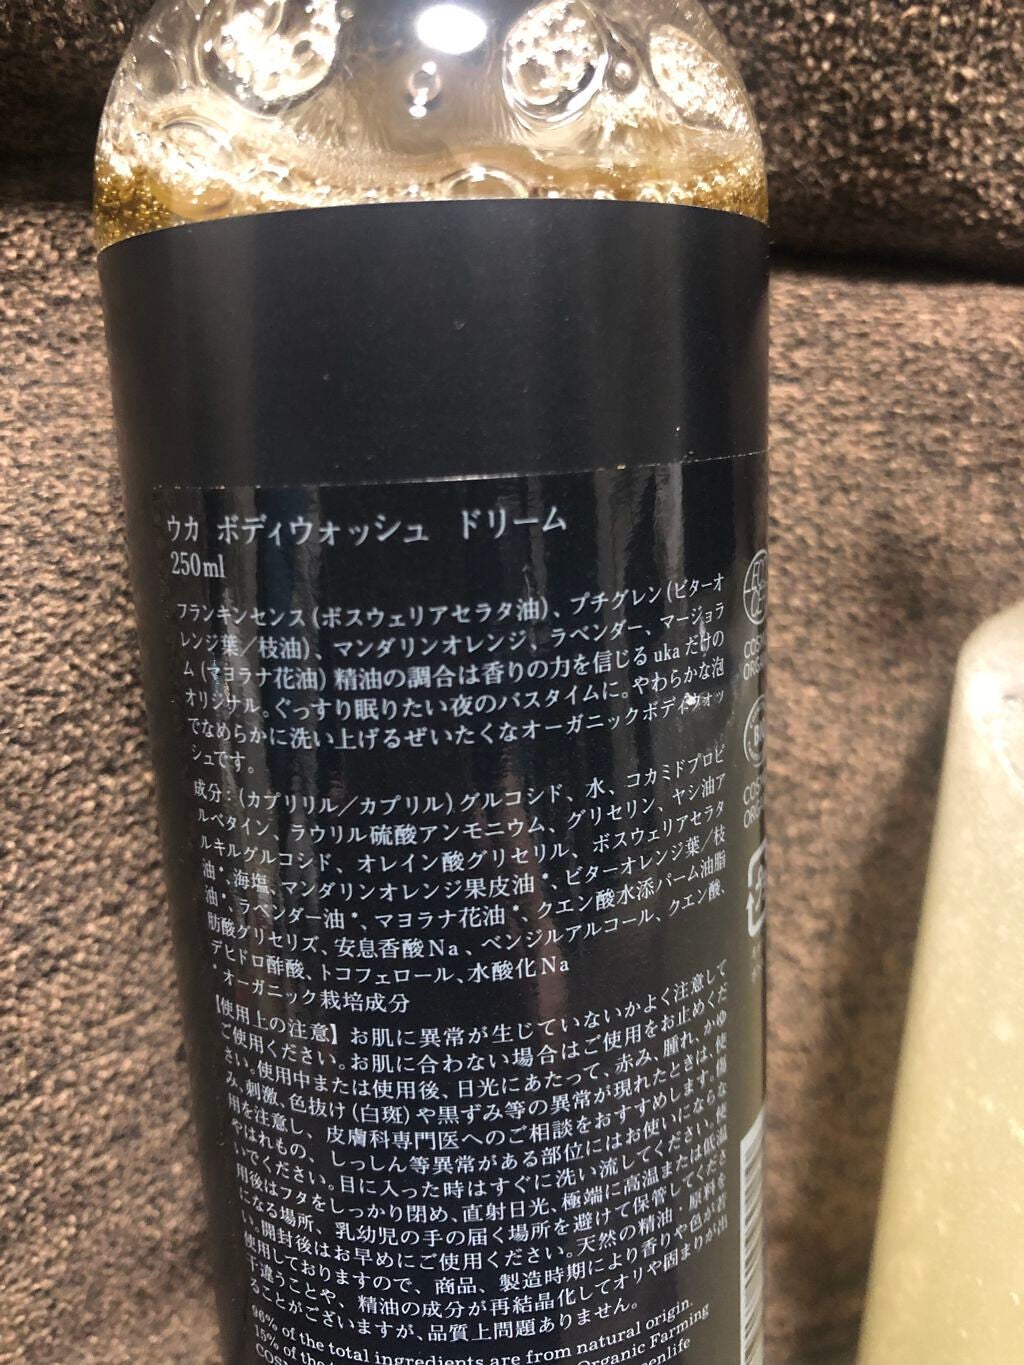 ウカ ボディウォッシュ ドリーム
250ml
フランキンセンス(ボスウェリアセラタ油)、プチグレン(ビターオ
レンジ葉／枝油)、マンダリンオレンジ、ラベンダー、マージョラ
ム(マヨラナ花油)精油の調合は香りの力を信じる uka だけの
オリジナル。ぐっすり眠りたい夜のバスタイムに。やわらかな泡
でなめらかに洗い上げるぜいたくなオーガニックボディウォッ
シュです。
成分：(カプリリル／カプリル)グルコシド、水、コカミドプロピ
ルベタイン、ラウリル硫酸アンモニウム、グリセリン、ヤシ油ア
ルキルグルコシド、オレイン酸グリセリル、ボスウェリアセラタ
油*、海塩、マンダリンオレンジ果皮油*、ビターオレンジ葉／枝
油*、ラベンダー油*、マヨラナ花油*、クエン酸水添パーム油脂
肪酸グリセリズ、安息香酸Na、ベンジルアルコール、クエン酸、
デヒドロ酢酸、トコフェロール、水酸化Na
*オーガニック栽培成分
【使用上の注意】お肌に異常が生じていないかよく注意して
ご使用ください。お肌に合わない場合はご使用をお止めくだ
さい。使用中または使用後、日光にあたって、赤み、腫れ、かゆ
み、刺激、色抜け(白斑)や黒ずみ等の異常が現れたときは、使
用を注意し、皮膚科専門医へのご相談をおすすめします。傷
やはれもの、しっしん等異常がある部位にはお使いにならな
いでください。目に入った時はすぐに洗い流してください。使
用後はフタをしっかり閉め、直射日光、極端に高温または低温
になる場所、乳幼児の手の届く場所を避けて保管してくださ
い。開封後はお早めにご使用ください。天然の精油・原料を
使用しておりますので、商品、製造時期により香りや色が若
干違うことや、精油の成分が再結晶化してオリや固まりが出
ることがございますが、品質上問題ありません。
96% of the total ingredients are from natural origin.
15% of the Organic Farming